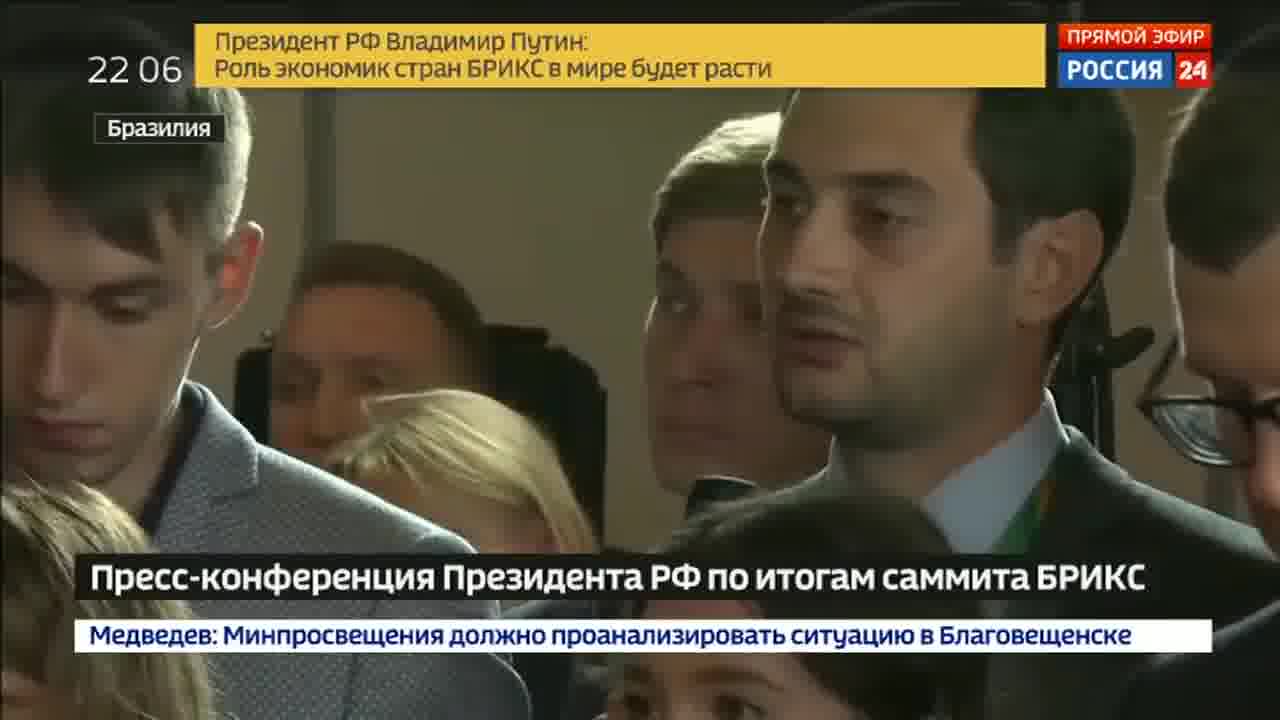 22 06
Президент РФ Владимир Путин:
Роль экономик стран БРИКС в мире будет расти
ПРЯМОЙ ЭФИР
РОССИЯ 24
Бразилия
Пресс-конференция Президента РФ по итогам саммита БРИКС
Медведев: Минпросвещения должно проанализировать ситуацию в Благовещенске